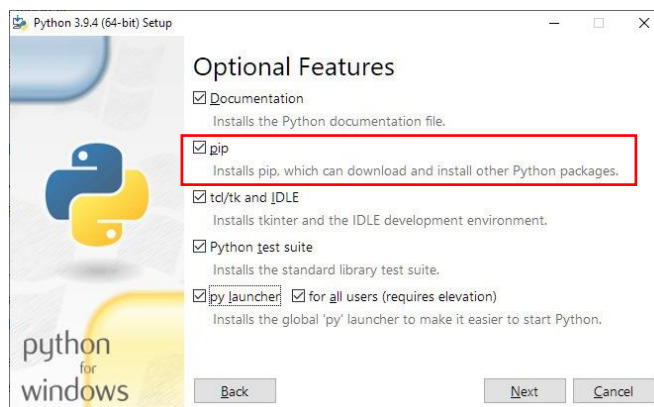 Python 3.9.4 (64-bit) Setup
Optional Features
Documentation
Installs the Python documentation file.
pip
Installs pip, which can download and install other Python packages.
tcl/tk and IDLE
Installs tkinter and the IDLE development environment.
Python test suite
Installs the standard library test suite.
py launcher for all users (requires elevation)
Installs the global 'py' launcher to make it easier to start Python.
python
for
windows
Back Next Cancel